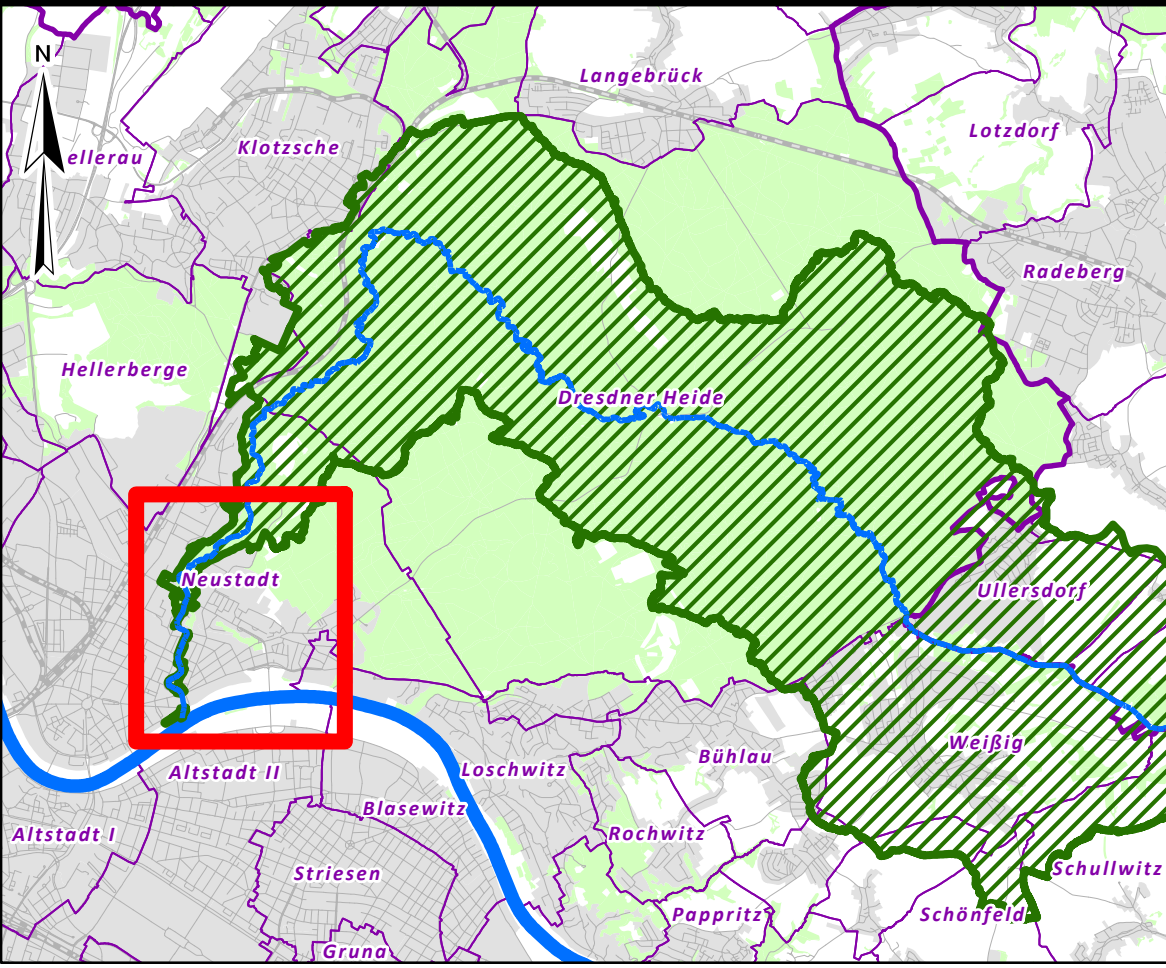 N
Langebrück
Lotzdorf
Klotzsche
ellerau
Radeberg
Hellerberge
Dresdner Heide
Neustadt
Ullersdorf
Weißig
Bühlau
Loschwitz
Altstadt II
Blasewitz
Altstadt I
Rochwitz
Striesen
Schullwitz
Pappritz
Schönfeld
Gruna